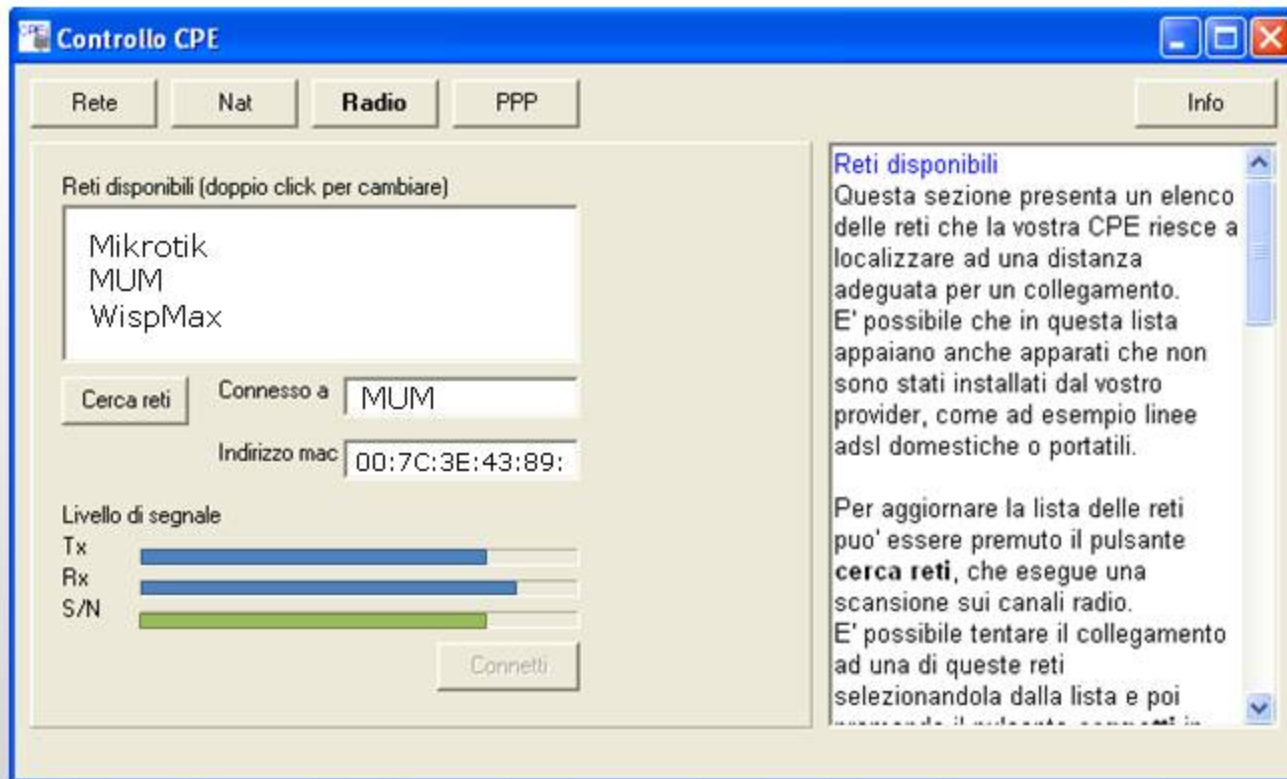 Controllo CPE
Rete Nat Radio PPP Info
Reti disponibili (doppio click per cambiare)
Mikrotik
MUM
WispMax
Cerca reti
Connesso a MUM
Indirizzo mac 00:7C:3E:43:89:
Livello di segnale
Tx
Rx
S/N
Connetti
Reti disponibili
Questa sezione presenta un elenco
delle reti che la vostra CPE riesce a
localizzare ad una distanza
adeguata per un collegamento.
E' possibile che in questa lista
appaiano anche apparati che non
sono stati installati dal vostro
provider, come ad esempio linee
adsl domestiche o portatili.
Per aggiornare la lista delle reti
puo' essere premuto il pulsante
cerca reti, che esegue una
scansione sui canali radio.
E' possibile tentare il collegamento
ad una di queste reti
selezionandola dalla lista e poi